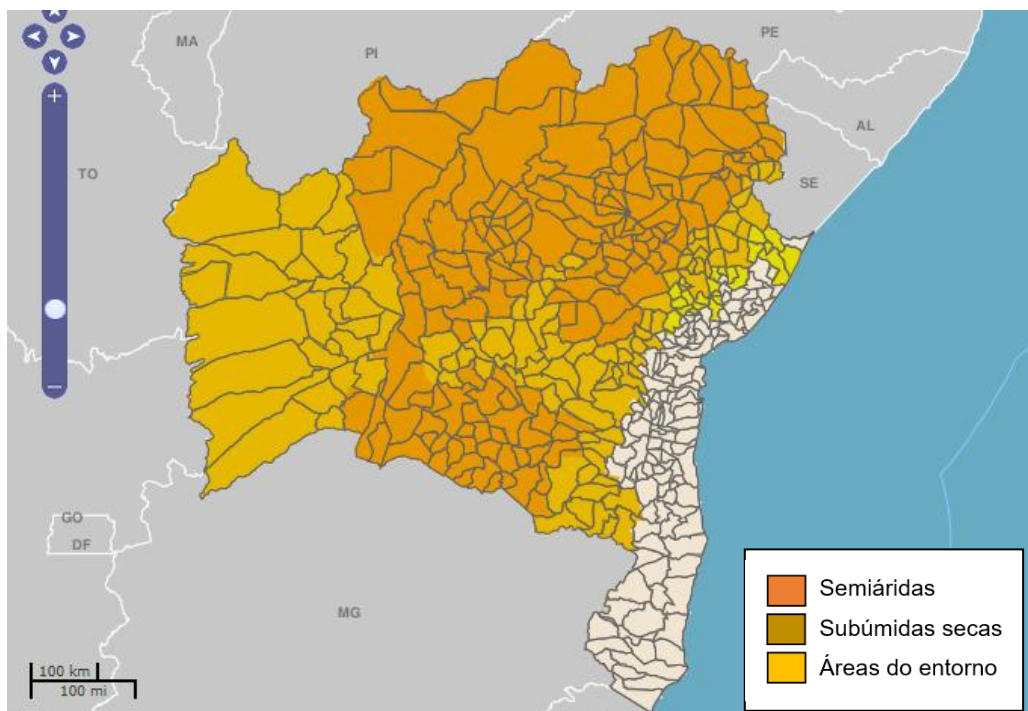 MA
PI
PE
AL
TO
SE
GO
DF
MG
100 km
100 mi
Semiáridas
Subúmidas secas
Áreas do entorno